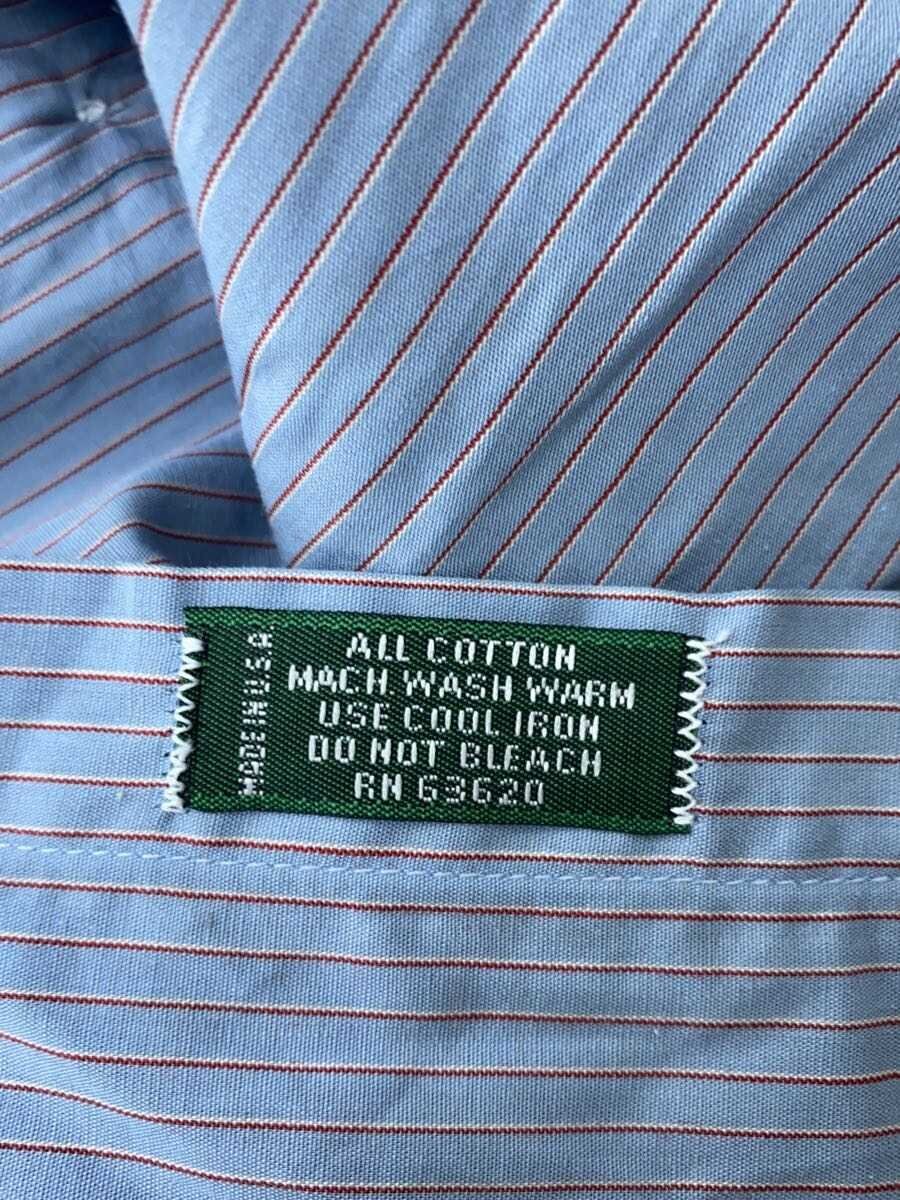 MADE IN U.S.A.
ALL COTTON
MACH. WASH WARM
USE COOL IRON
DO NOT BLEACH
RN 63620